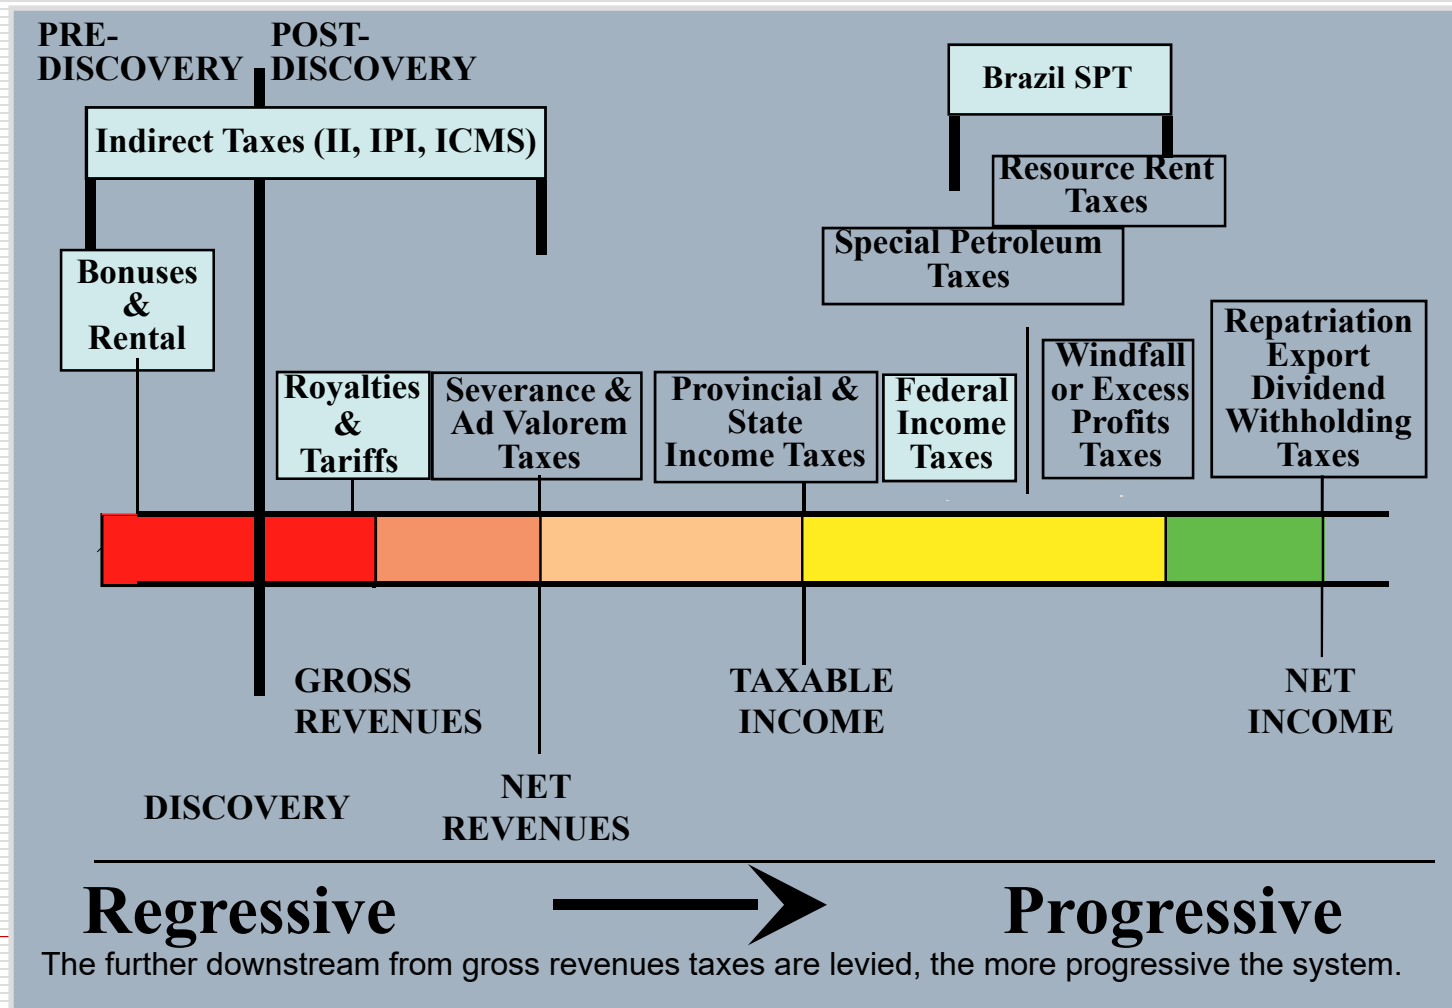 PRE-
DISCOVERY
POST-
DISCOVERY
Brazil SPT
Indirect Taxes (II, IPI, ICMS)
Resource Rent
Taxes
Special Petroleum
Taxes
Bonuses
&
Rental
Royalties
&
Tariffs
Severance &
Ad Valorem
Taxes
Provincial &
State
Income Taxes
Federal
Income
Taxes
Windfall
or Excess
Profits
Taxes
Repatriation
Export
Dividend
Withholding
Taxes
GROSS
REVENUES
TAXABLE
INCOME
NET
INCOME
DISCOVERY
NET
REVENUES
Regressive
Progressive
The further downstream from gross revenues taxes are levied, the more progressive the system.